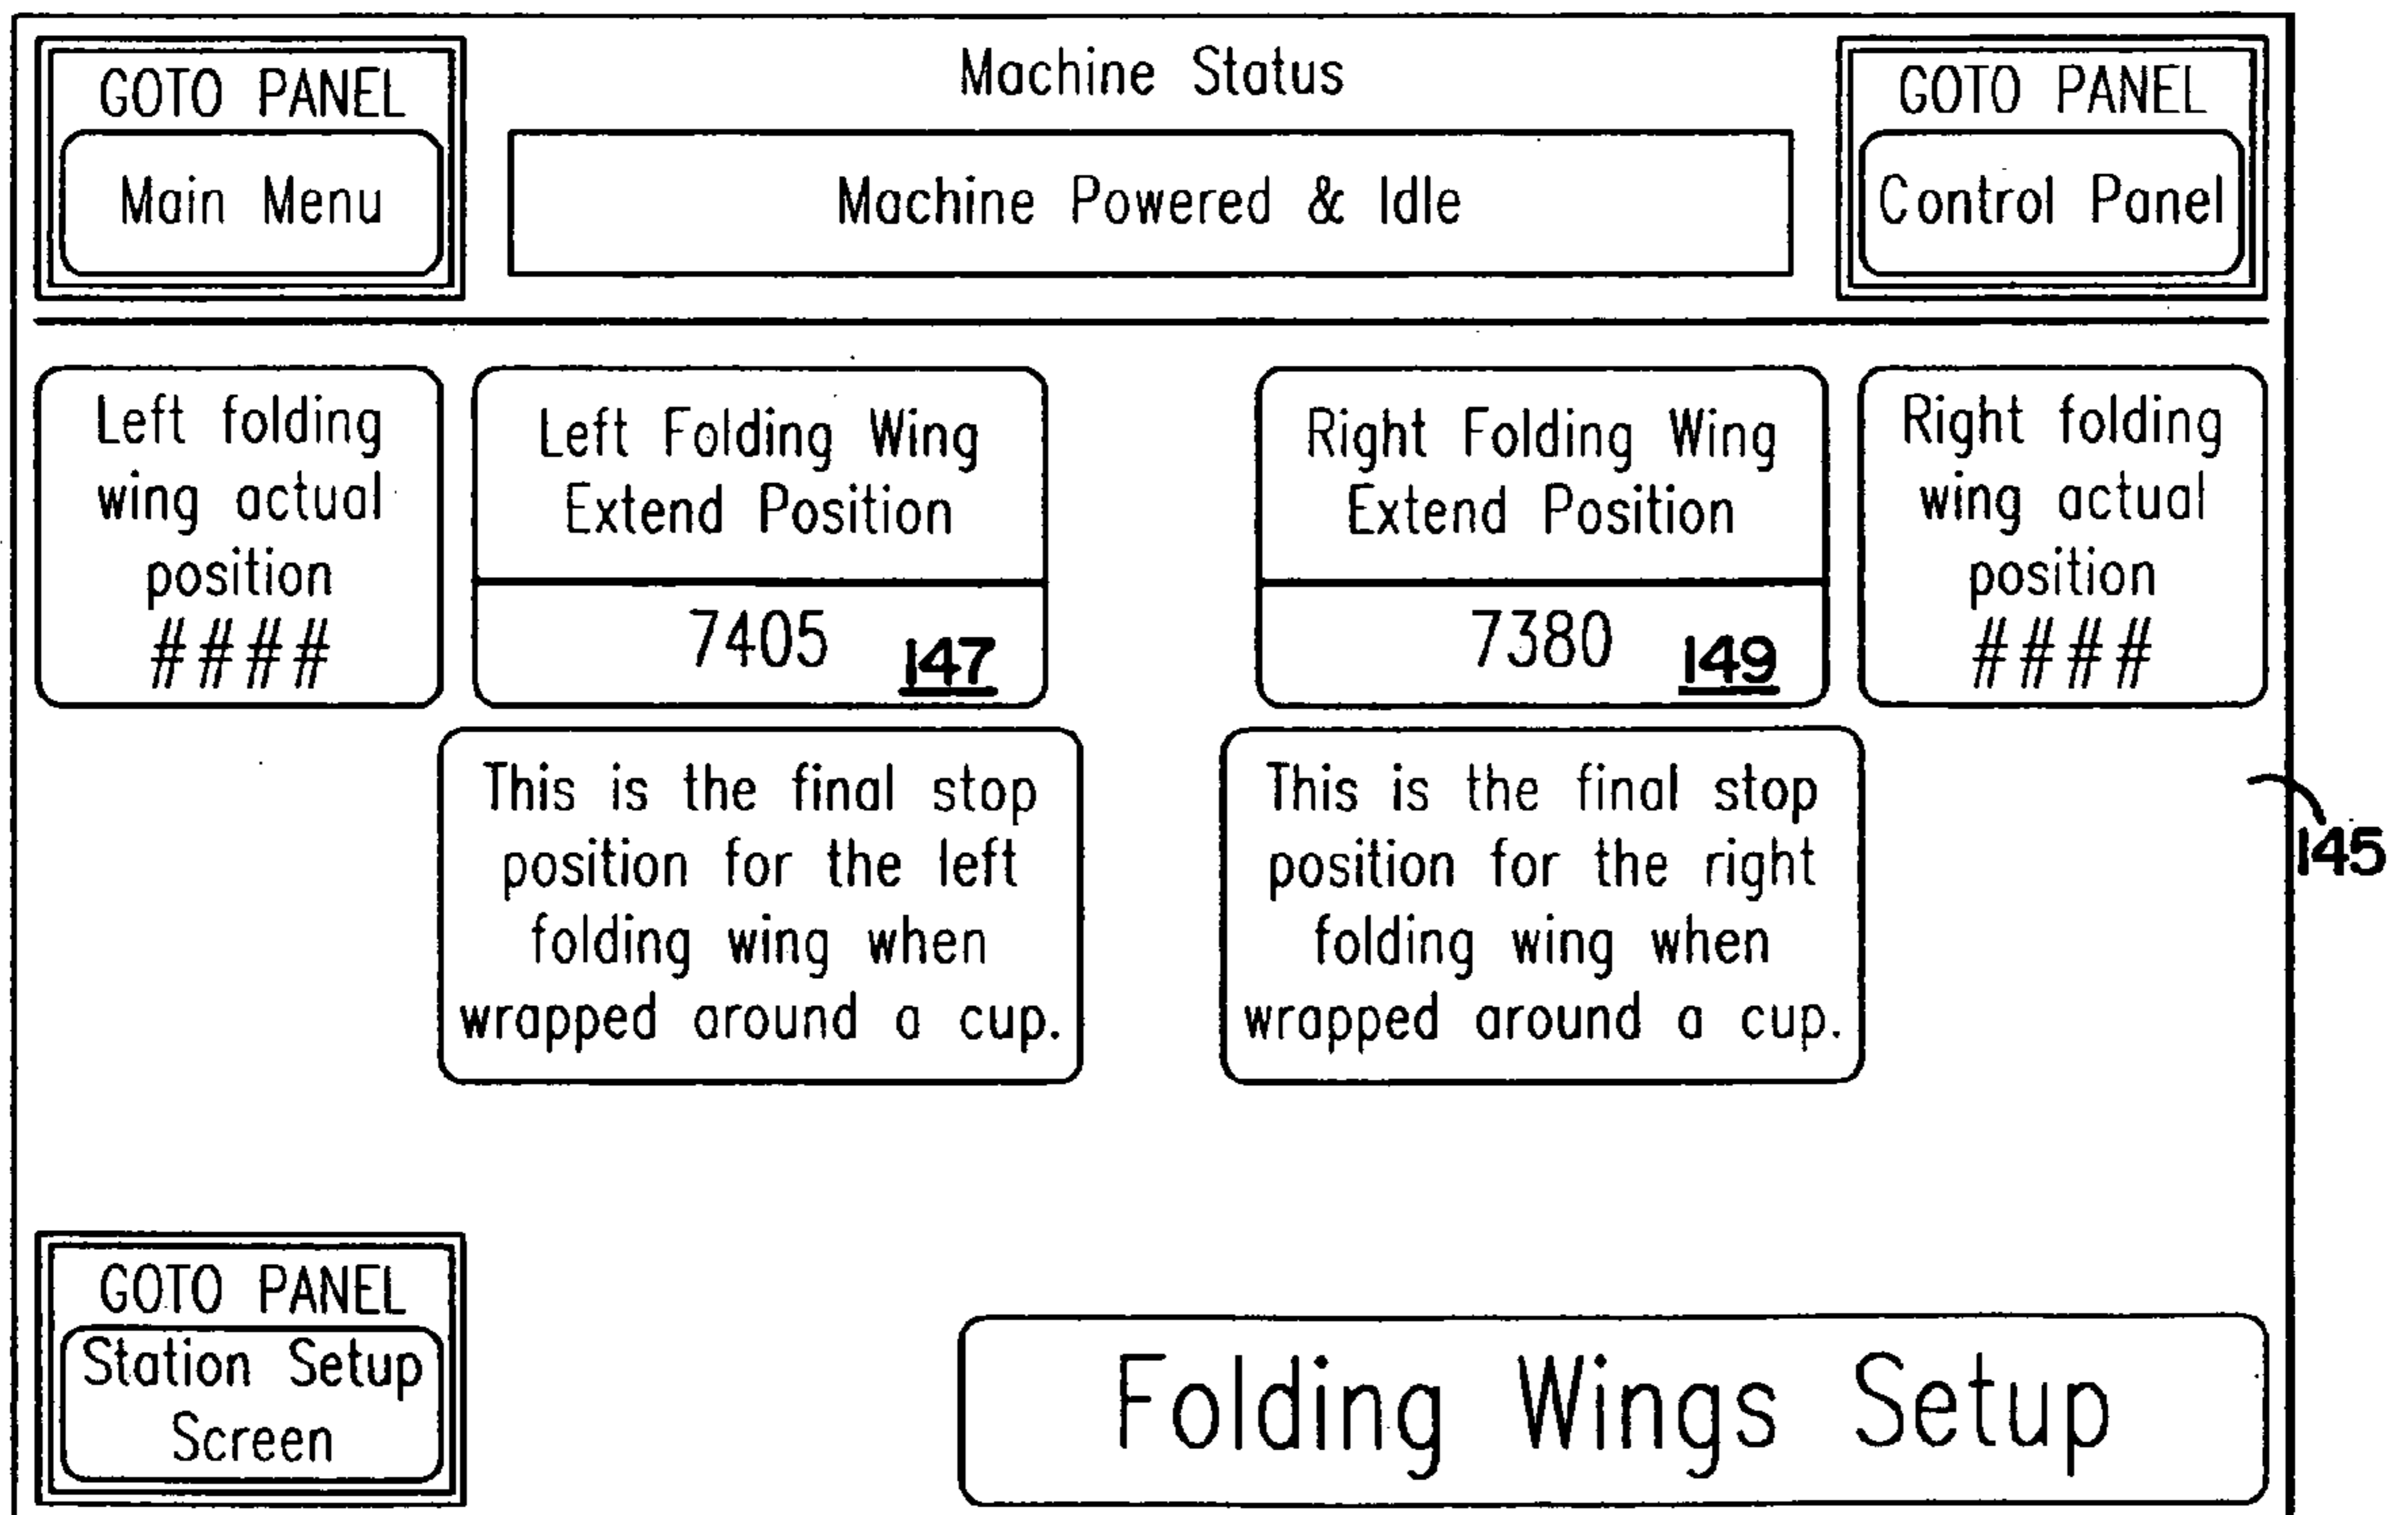 GOTO PANEL
Main Menu
Machine Status
Machine Powered & Idle
GOTO PANEL
Control Panel
Left folding
wing actual
position
####
Left Folding Wing
Extend Position
7405
147
Right Folding Wing
Extend Position
7380
149
Right folding
wing actual
position
####
This is the final stop
position for the left
folding wing when
wrapped around a cup.
This is the final stop
position for the right
folding wing when
wrapped around a cup.
145
GOTO PANEL
Station Setup
Screen
Folding Wings Setup